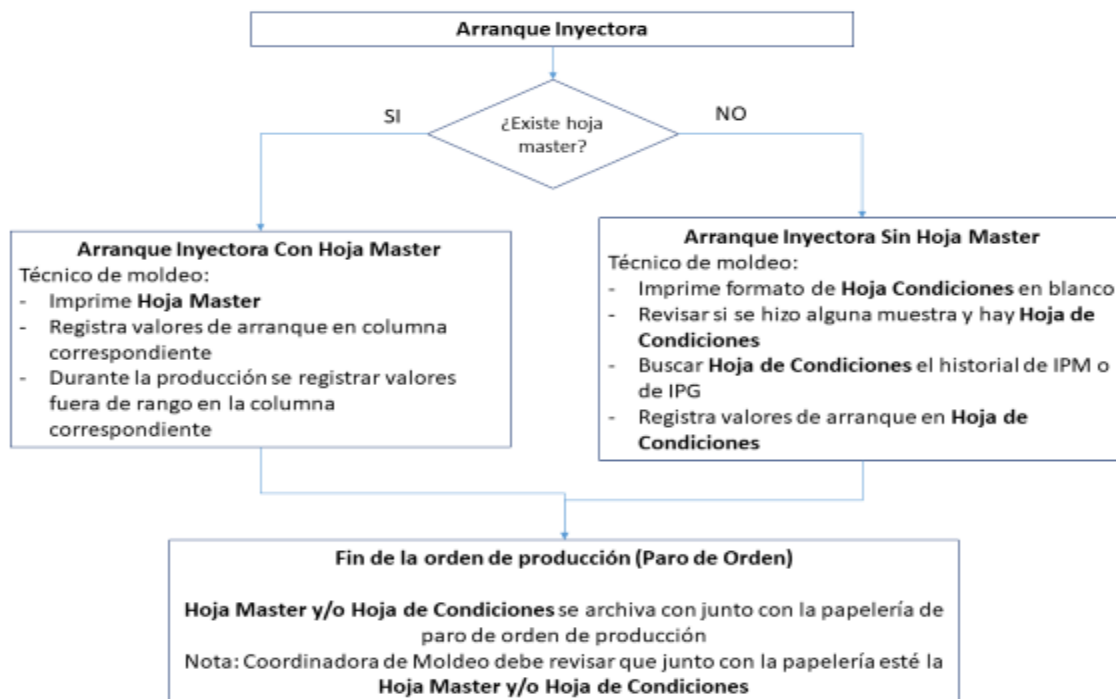 Arranque Inyectora
SI
¿Existe hoja
master?
NO
Arranque Inyectora Con Hoja Master
Técnico de moldeo:
- Imprime Hoja Master
- Registra valores de arranque en columna
correspondiente
- Durante la producción se registrar valores
fuera de rango en la columna
correspondiente
Arranque Inyectora Sin Hoja Master
Técnico de moldeo:
- Imprime formato de Hoja Condiciones en blanco
- Revisar si se hizo alguna muestra y hay Hoja de
Condiciones
- Buscar Hoja de Condiciones el historial de IPM o
de IPG
- Registra valores de arranque en Hoja de
Condiciones
Fin de la orden de producción (Paro de Orden)
Hoja Master y/o Hoja de Condiciones se archiva con junto con la papelería de
paro de orden de producción
Nota: Coordinadora de Moldeo debe revisar que junto con la papelería esté la
Hoja Master y/o Hoja de Condiciones